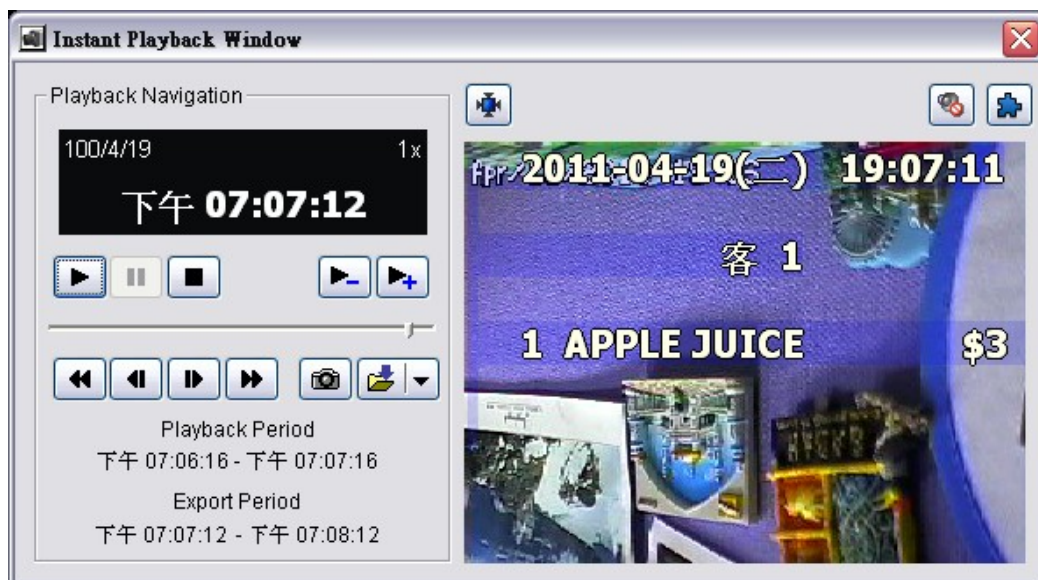 Instant Playback Window
Playback Navigation
100/4/19 1x
下午 07:07:12
Playback Period
下午 07:06:16 - 下午 07:07:16
Export Period
下午 07:07:12 - 下午 07:08:12
2011-04-19(二) 19:07:11
客 1
1 APPLE JUICE $3